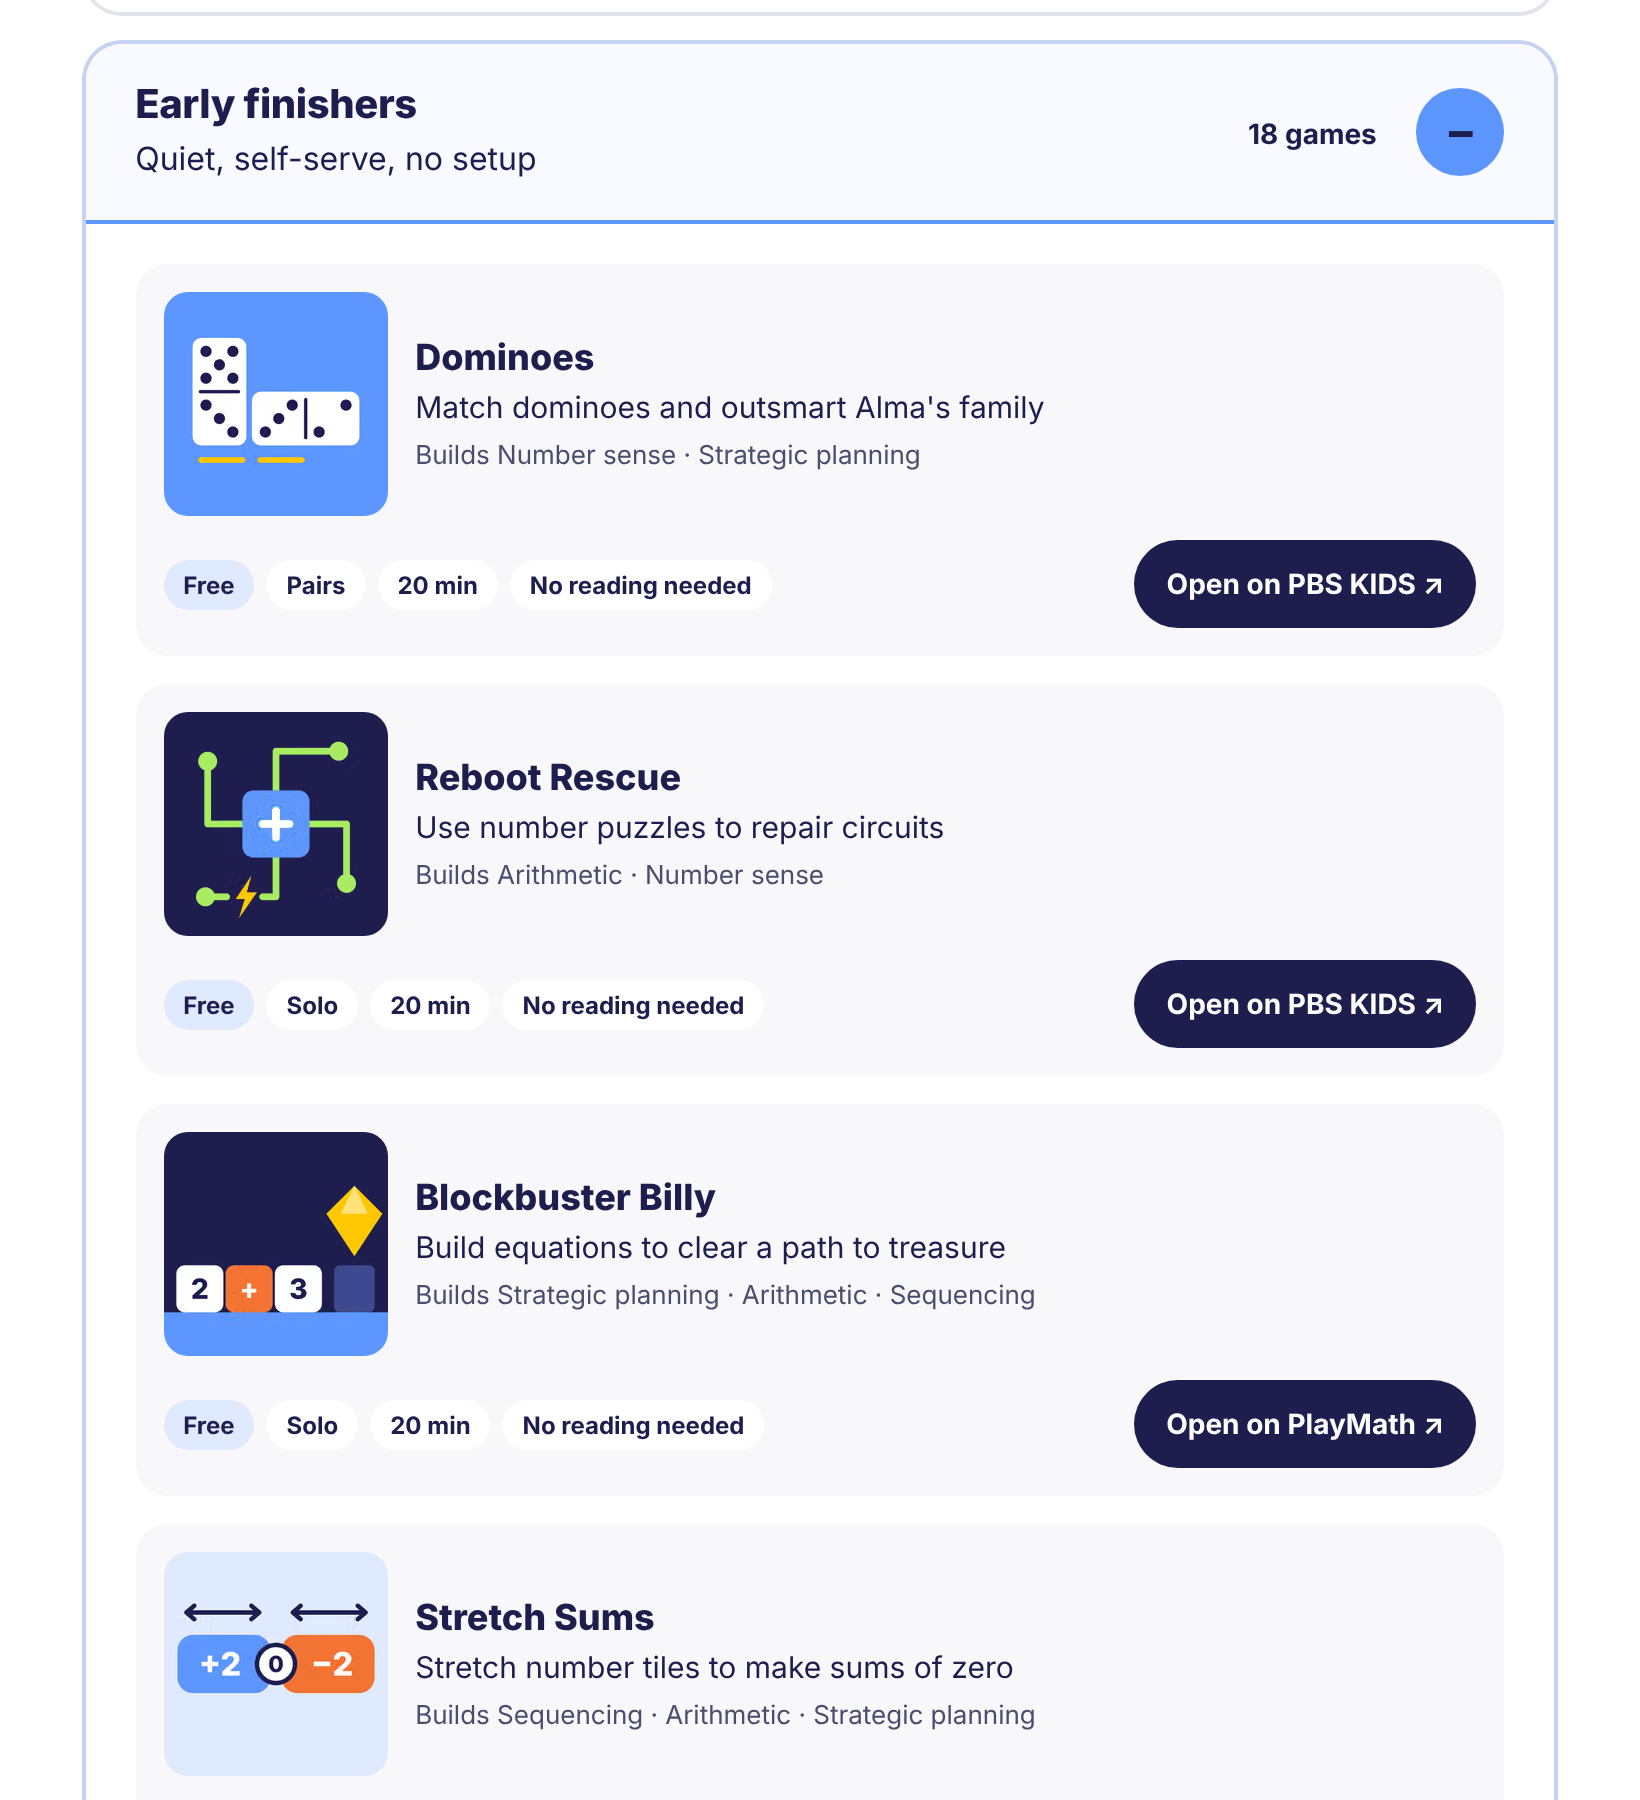 Early finishers
Quiet, self-serve, no setup
18 games
Dominoes
Match dominoes and outsmart Alma's family
Builds Number sense · Strategic planning
Free
Pairs
20 min
No reading needed
Open on PBS KIDS ↗
Reboot Rescue
Use number puzzles to repair circuits
Builds Arithmetic · Number sense
Free
Solo
20 min
No reading needed
Open on PBS KIDS ↗
2 + 3
Blockbuster Billy
Build equations to clear a path to treasure
Builds Strategic planning · Arithmetic · Sequencing
Free
Solo
20 min
No reading needed
Open on PlayMath ↗
+2 0 −2
Stretch Sums
Stretch number tiles to make sums of zero
Builds Sequencing · Arithmetic · Strategic planning